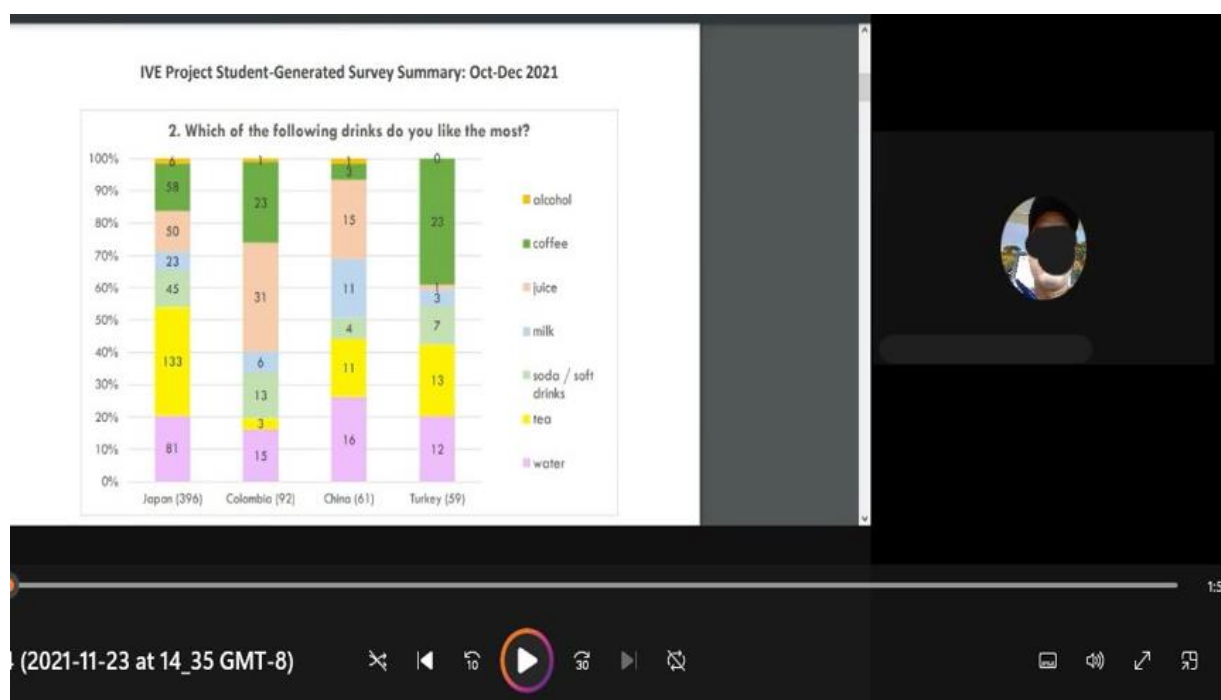 IVE Project Student-Generated Survey Summary: Oct-Dec 2021
2. Which of the following drinks do you like the most?
100%
90%
80%
70%
60%
50%
40%
30%
20%
10%
0%
6
58
50
23
45
133
81
1
23
31
6
13
3
15
1
3
15
11
4
11
16
0
23
1
3
7
13
12
Japan (396)
Colombia (92)
China (61)
Turkey (59)
alcohol
coffee
juice
milk
soda / soft
drinks
tea
water
(2021-11-23 at 14_35 GMT-8)
10
30